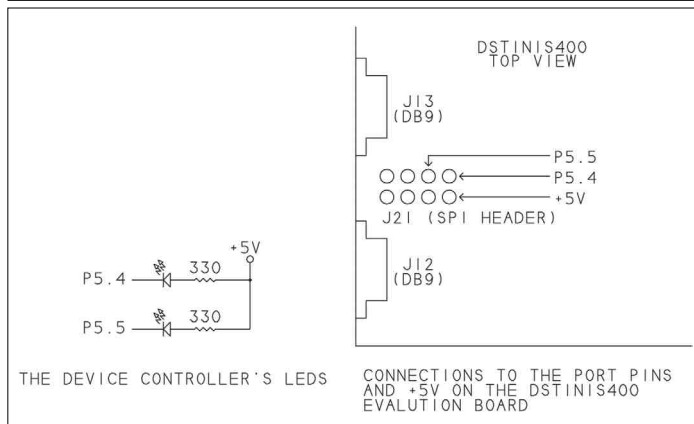 DSTINIS400
TOP VIEW
J13
(DB9)
P5.5
P5.4
+5V
J21 (SPI HEADER)
J12
(DB9)
+5V
P5.4
330
P5.5
330
THE DEVICE CONTROLLER'S LEDS
CONNECTIONS TO THE PORT PINS
AND +5V ON THE DSTINIS400
EVALUTION BOARD